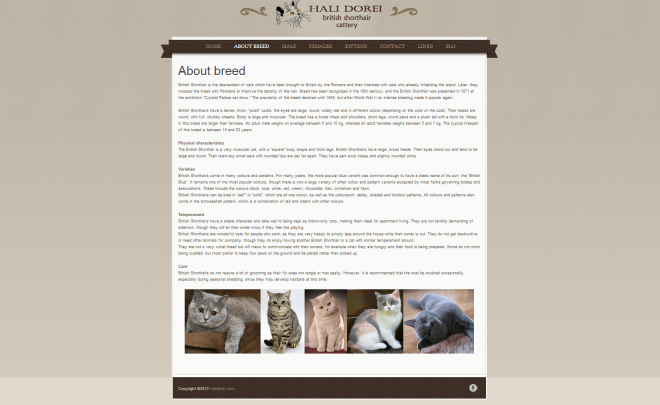 HALI DOREI
british shorthair
cattery
HOME ABOUT BREED MALE FEMALES KITTENS CONTACT LINKS SLO
About breed
British Shorthair is the descendant of cats which have been brought to Britain by the Romans and then interbred with cats who already inhabiting the island. Later, they
crossed the breed with Persians to improve the density of the hair. Breed has been recognized in the 19th century, and the British Shorthair was presented in 1871 at
the exhibition "Crystal Palace cat show." The popularity of the breed declined until 1940, but after World War II an intense breeding made it popular again.
British Shorthairs have a dense, thick, "plush" coats, the eyes are large, round, widely set and in different colors (depending on the color of the coat). Their heads are
round, with full, chubby cheeks. Body is large and muscular. The breed has a broad chest and shoulders, short legs, round paws and a plush tail with a blunt tip. Males
in this breed are larger than females. An adult male weighs on average between 5 and 10 kg, whereas an adult females weighs between 5 and 7 kg. The typical lifespan
of this breed is between 14 and 20 years.
Physical characteristics
The British Shorthair is a very muscular cat, with a "square" body shape and thick legs. British Shorthairs have large, broad heads. Their eyes stand out and tend to be
large and round. Their relatively small ears with rounded tips are set far apart. They have pert snub noses and slightly rounded chins.
Varieties
British Shorthairs come in many colours and patterns. For many years, the more popular blue variant was common enough to have a breed name of its own: the "British
Blue". It remains one of the most popular colours, though there is now a large variety of other colour and pattern variants accepted by most feline governing bodies and
associations. These include the colours black, blue, white, red, cream, chocolate, lilac, cinnamon and fawn.
British Shorthairs can be bred in "self" or "solid", which are all one colour, as well as the colourpoint, tabby, shaded and bicolour patterns. All colours and patterns also
come in the tortoiseshell pattern, which is a combination of red and cream with other colours.
Temperament
British Shorthairs have a stable character and take well to being kept as indoor-only cats, making them ideal for apartment living. They are not terribly demanding of
attention, though they will let their owner know if they feel like playing.
British Shorthairs are wonderful cats for people who work, as they are very happy to simply laze around the house while their owner is out. They do not get destructive
or need other animals for company, though they do enjoy having another British Shorthair or a cat with similar temperament around.
They are not a very vocal breed but will meow to communicate with their owners, for example when they are hungry and their food is being prepared. Some do not mind
being cuddled, but most prefer to keep four paws on the ground and be patted rather than picked up.
Care
British Shorthairs do not require a lot of grooming as their fur does not tangle or mat easily. However, it is recommended that the coat be brushed occasionally,
especially during seasonal shedding, since they may develop hairballs at this time.
Copyright ©2013